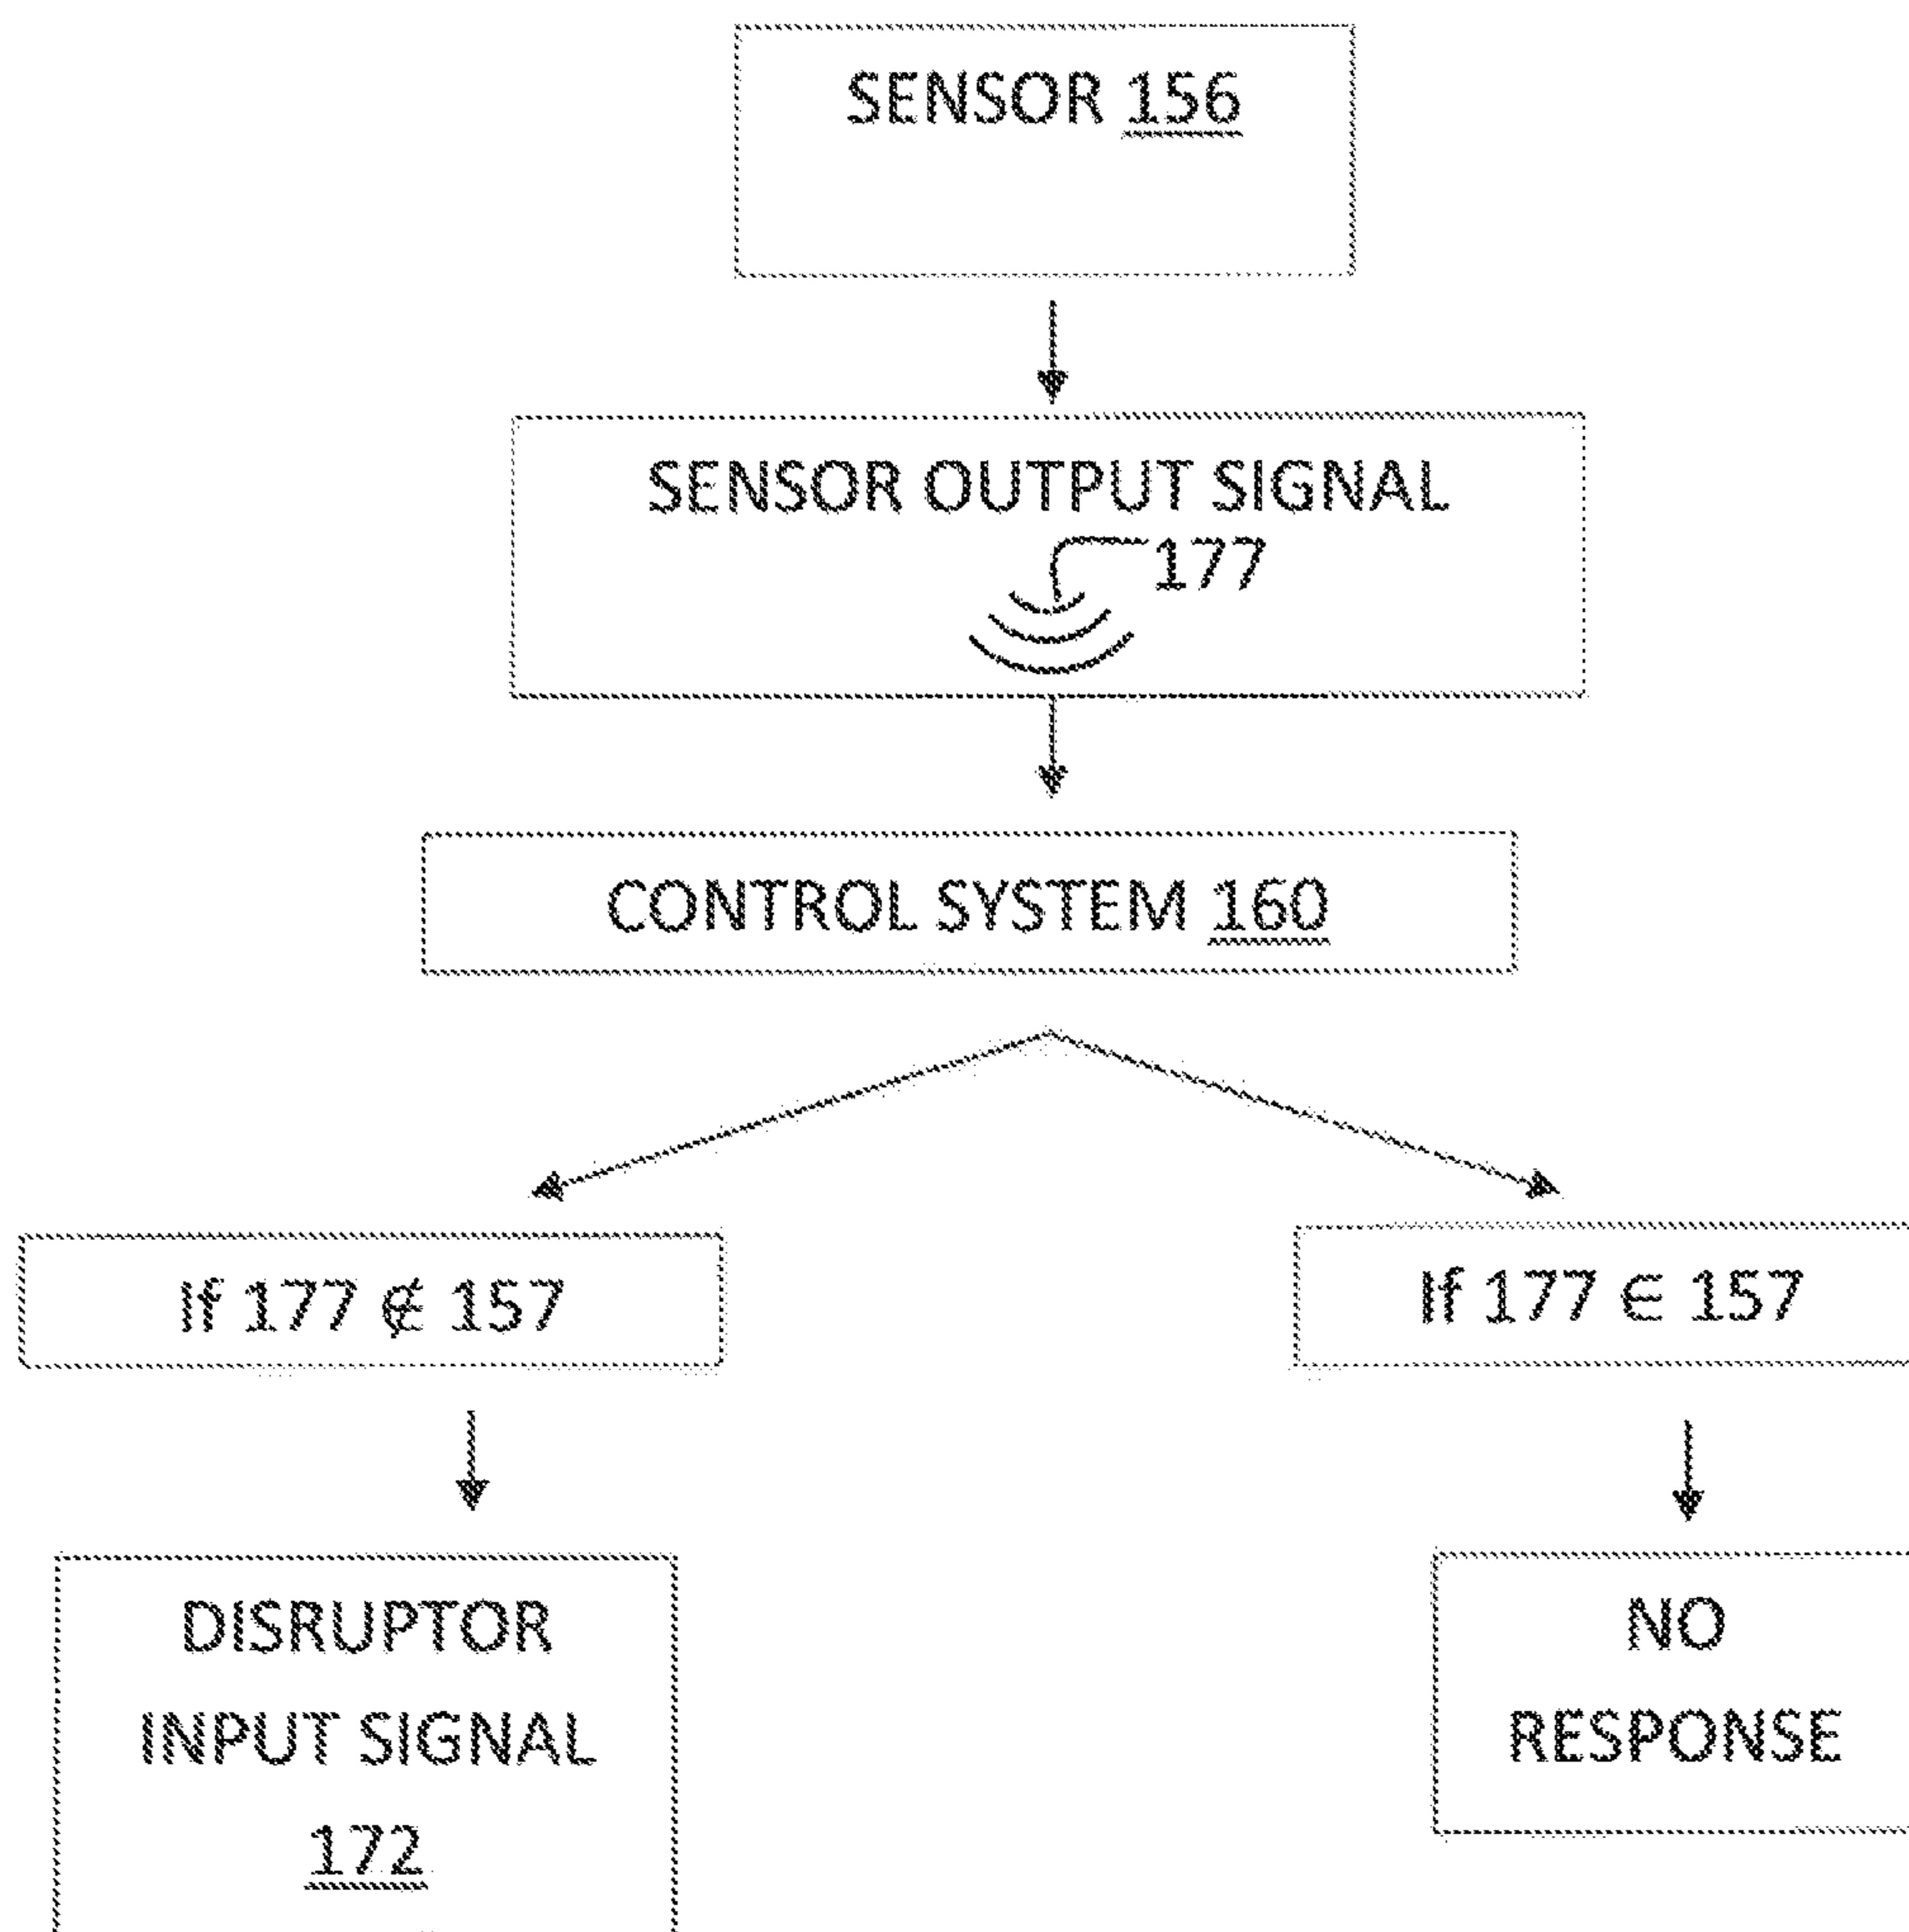 SENSOR 156
SENSOR OUTPUT SIGNAL
177
CONTROL SYSTEM 160
If 177 ∉ 157
If 177 ∈ 157
DISRUPTOR
INPUT SIGNAL
172
NO
RESPONSE